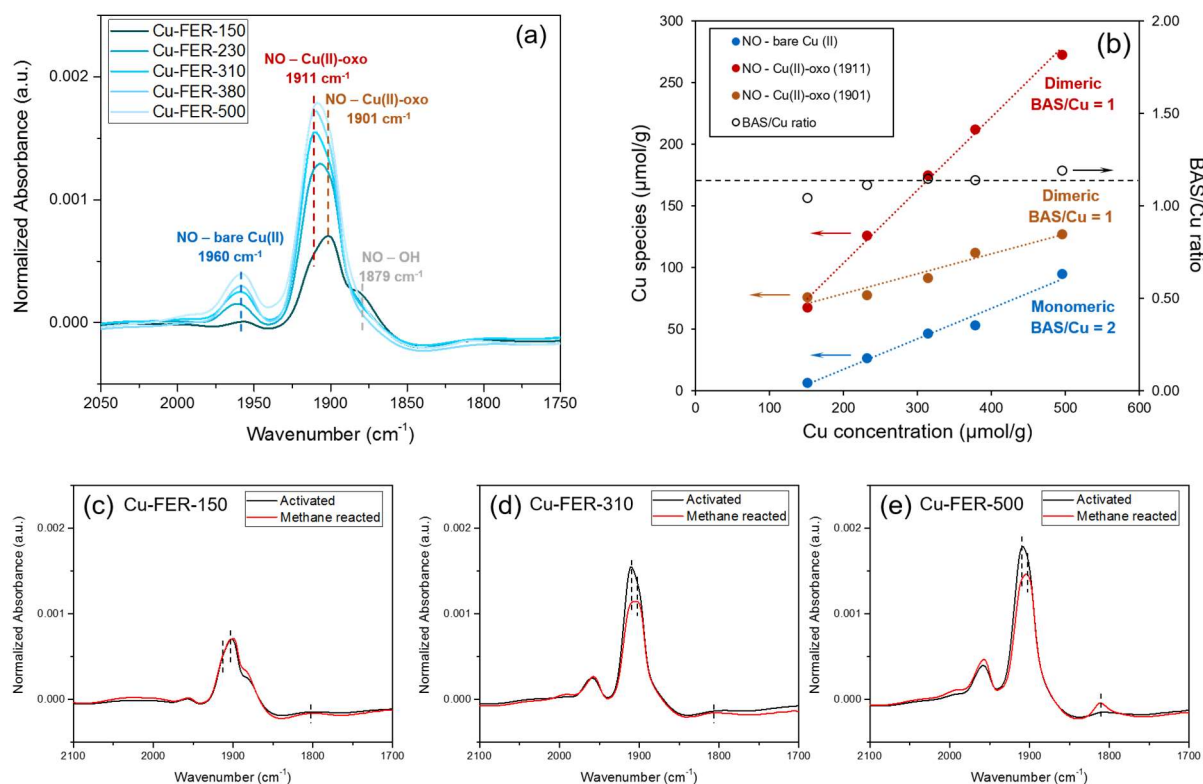 (a)
Cu-FER-150
Cu-FER-230
Cu-FER-310
Cu-FER-380
Cu-FER-500
NO – Cu(II)-oxo
1911 cm⁻¹
NO – Cu(II)-oxo
1901 cm⁻¹
NO – bare Cu(II)
1960 cm⁻¹
NO – OH
1879 cm⁻¹
Normalized Absorbance (a.u.)
0.002
0.001
0.000
2050 2000 1950 1900 1850 1800 1750
Wavenumber (cm⁻¹)
(b)
NO - bare Cu (II)
NO - Cu(II)-oxo (1911)
NO - Cu(II)-oxo (1901)
BAS/Cu ratio
Dimeric
BAS/Cu = 1
Dimeric
BAS/Cu = 1
Monomeric
BAS/Cu = 2
Cu species (μmol/g)
300
250
200
150
100
50
0
2.00
1.50
1.00
0.50
0.00
BAS/Cu ratio
0 100 200 300 400 500 600
Cu concentration (μmol/g)
(c) Cu-FER-150
Activated
Methane reacted
Normalized Absorbance (a.u.)
0.002
0.001
0.000
2100 2000 1900 1800 1700
Wavenumber (cm⁻¹)
(d) Cu-FER-310
Activated
Methane reacted
Normalized Absorbance (a.u.)
0.002
0.001
0.000
2100 2000 1900 1800 1700
Wavenumber (cm⁻¹)
(e) Cu-FER-500
Activated
Methane reacted
Normalized Absorbance (a.u.)
0.002
0.001
0.000
2100 2000 1900 1800 1700
Wavenumber (cm⁻¹)